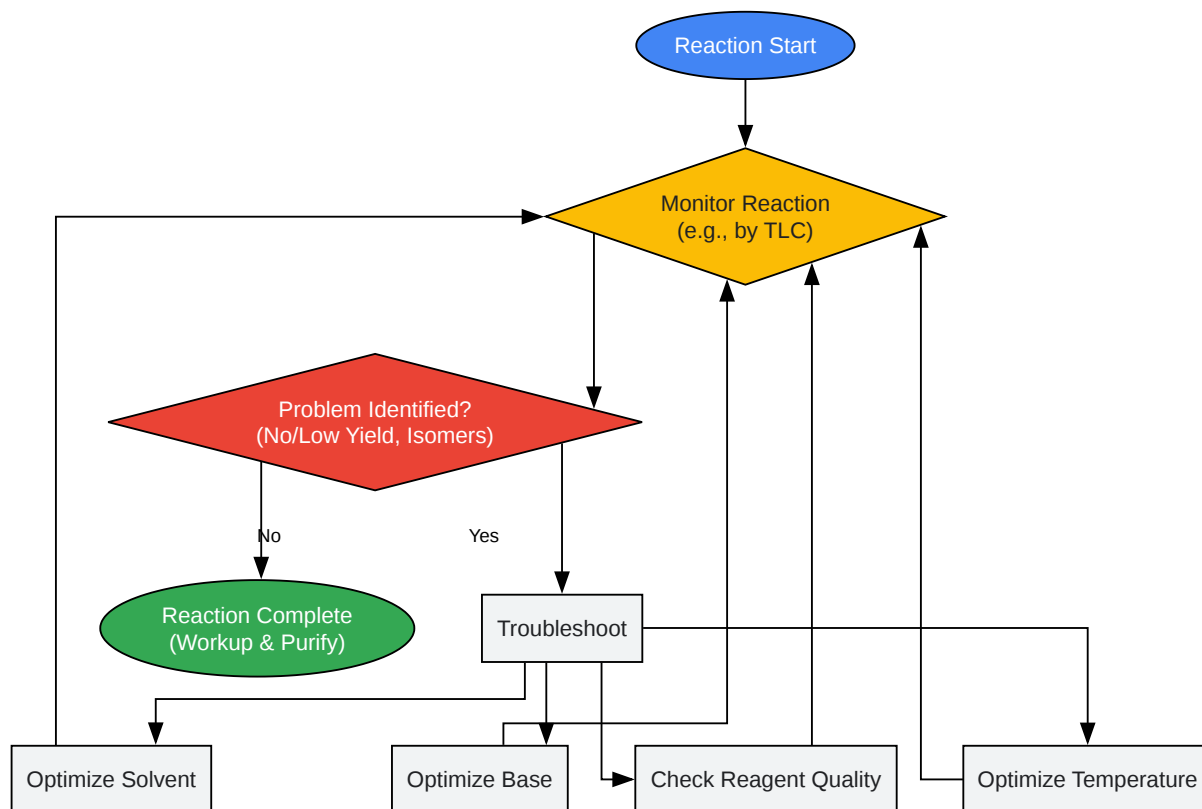 Reaction Start
Monitor Reaction
(e.g., by TLC)
Problem Identified?
(No/Low Yield, Isomers)
No
Yes
Reaction Complete
(Workup & Purify)
Troubleshoot
Optimize Solvent
Optimize Base
Check Reagent Quality
Optimize Temperature